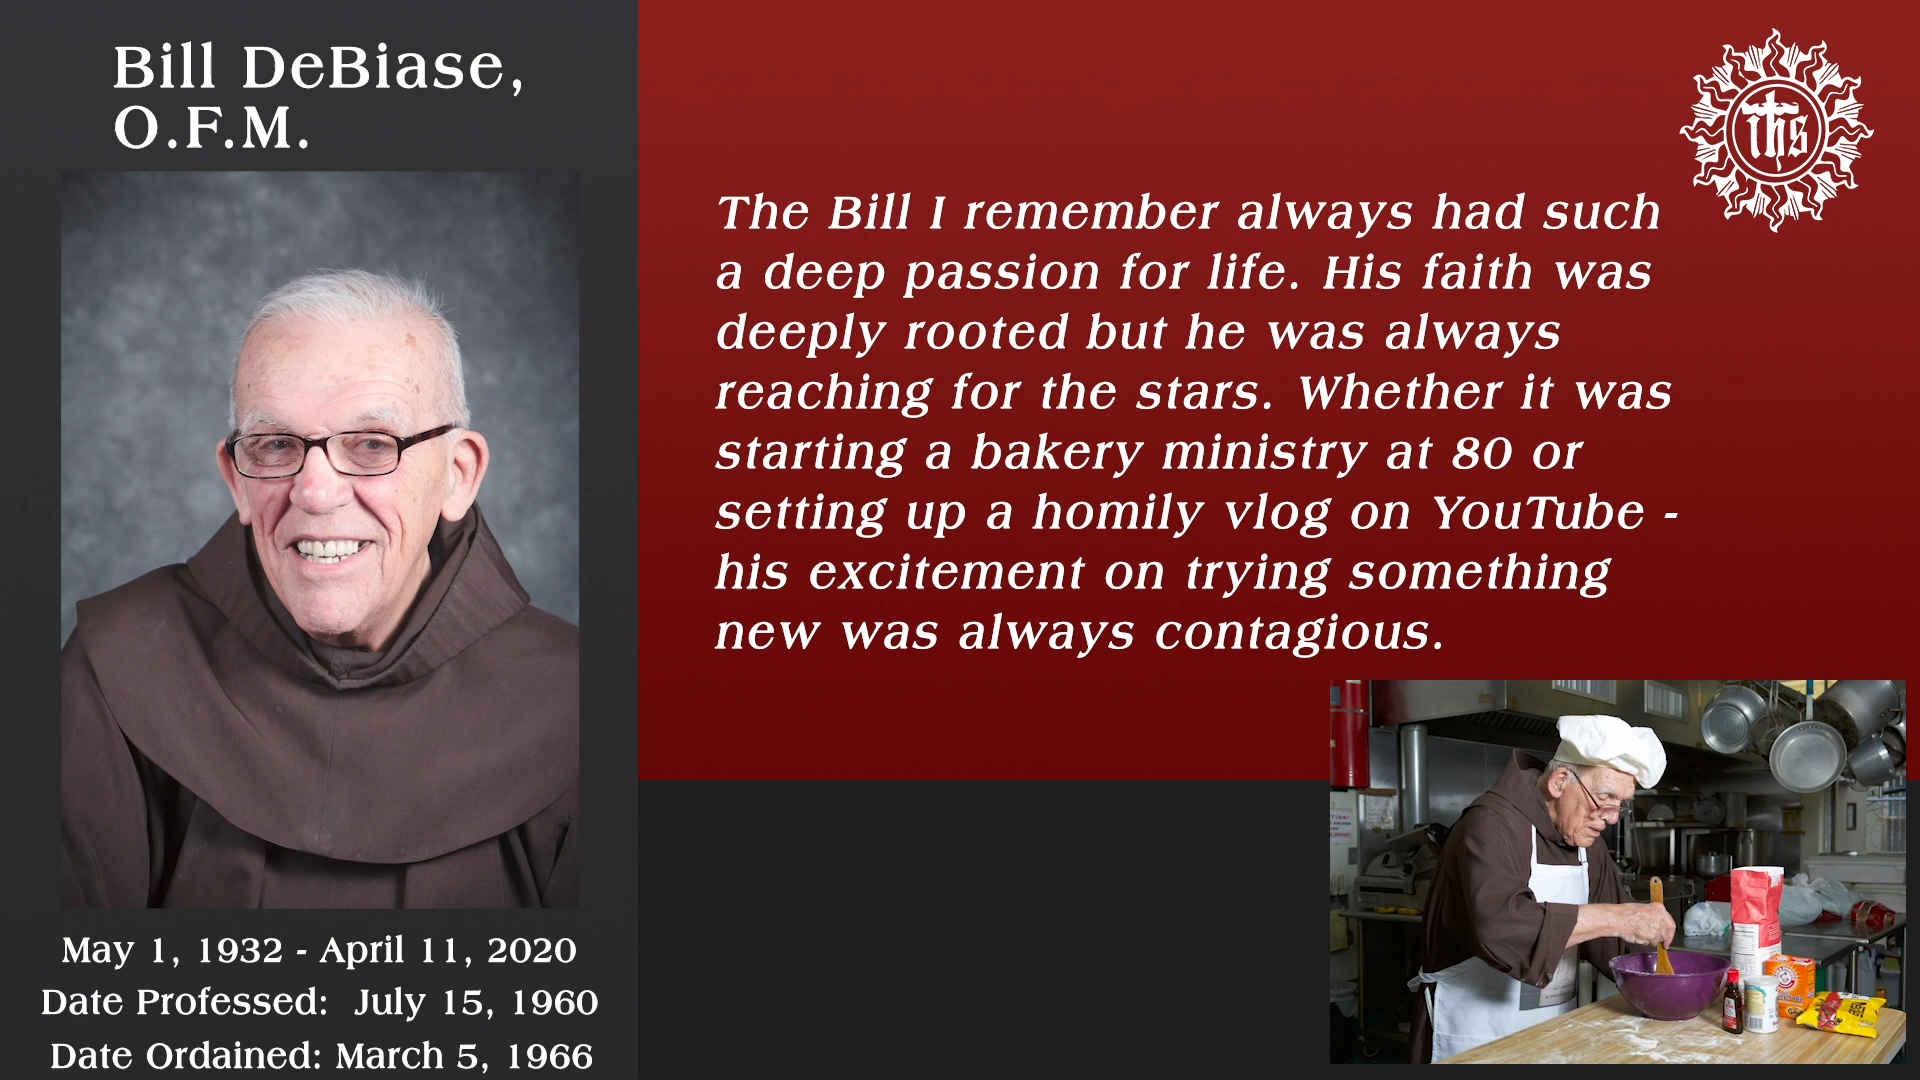 Bill DeBiase,
O.F.M.
ihs
The Bill I remember always had such
a deep passion for life. His faith was
deeply rooted but he was always
reaching for the stars. Whether it was
starting a bakery ministry at 80 or
setting up a homily vlog on YouTube -
his excitement on trying something
new was always contagious.
May 1, 1932 - April 11, 2020
Date Professed:  July 15, 1960
Date Ordained: March 5, 1966